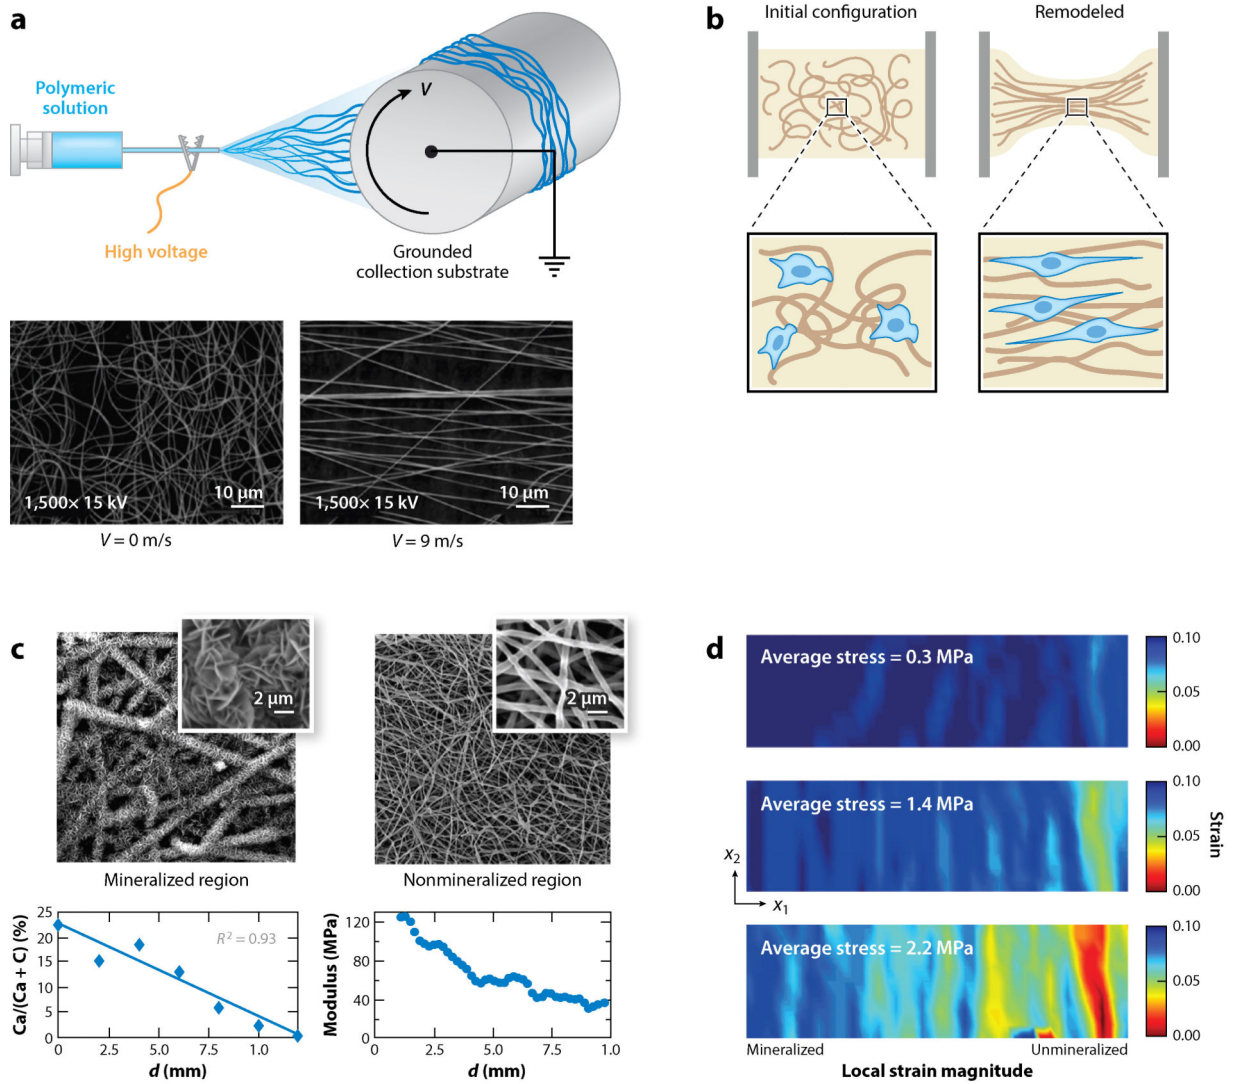 a
Polymeric
solution
V
High voltage
Grounded
collection substrate
1,500× 15 kV
10 µm
1,500× 15 kV
10 µm
V = 0 m/s
V = 9 m/s
b
Initial configuration
Remodeled
c
2 µm
2 µm
Mineralized region
Nonmineralized region
Ca/(Ca + C) (%)
25
20
15
10
5
0
R² = 0.93
0
2.5
5.0
7.5
1.0
d (mm)
Modulus (MPa)
120
80
40
0
0
2.5
5.0
7.5
1.0
d (mm)
d
Average stress = 0.3 MPa
0.10
0.05
0.00
Average stress = 1.4 MPa
0.10
0.05
0.00
Strain
x₂
x₁
Average stress = 2.2 MPa
0.10
0.05
0.00
Mineralized
Unmineralized
Local strain magnitude